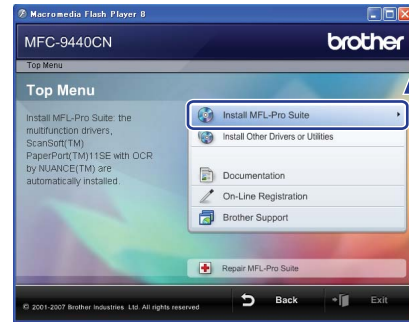 Macromedia Flash Player 8
MFC-9440CN
brother
Top Menu
Top Menu
Install MFL-Pro Suite: the
multifunction drivers,
ScanSoft(TM)
PaperPort(TM)11SE with OCR
by NUANCE(TM) are
automatically installed.
Install MFL-Pro Suite
Install Other Drivers or Utilities
Documentation
On-Line Registration
Brother Support
Repair MFL-Pro Suite
© 2001-2007 Brother Industries Ltd. All rights reserved
Back
Exit